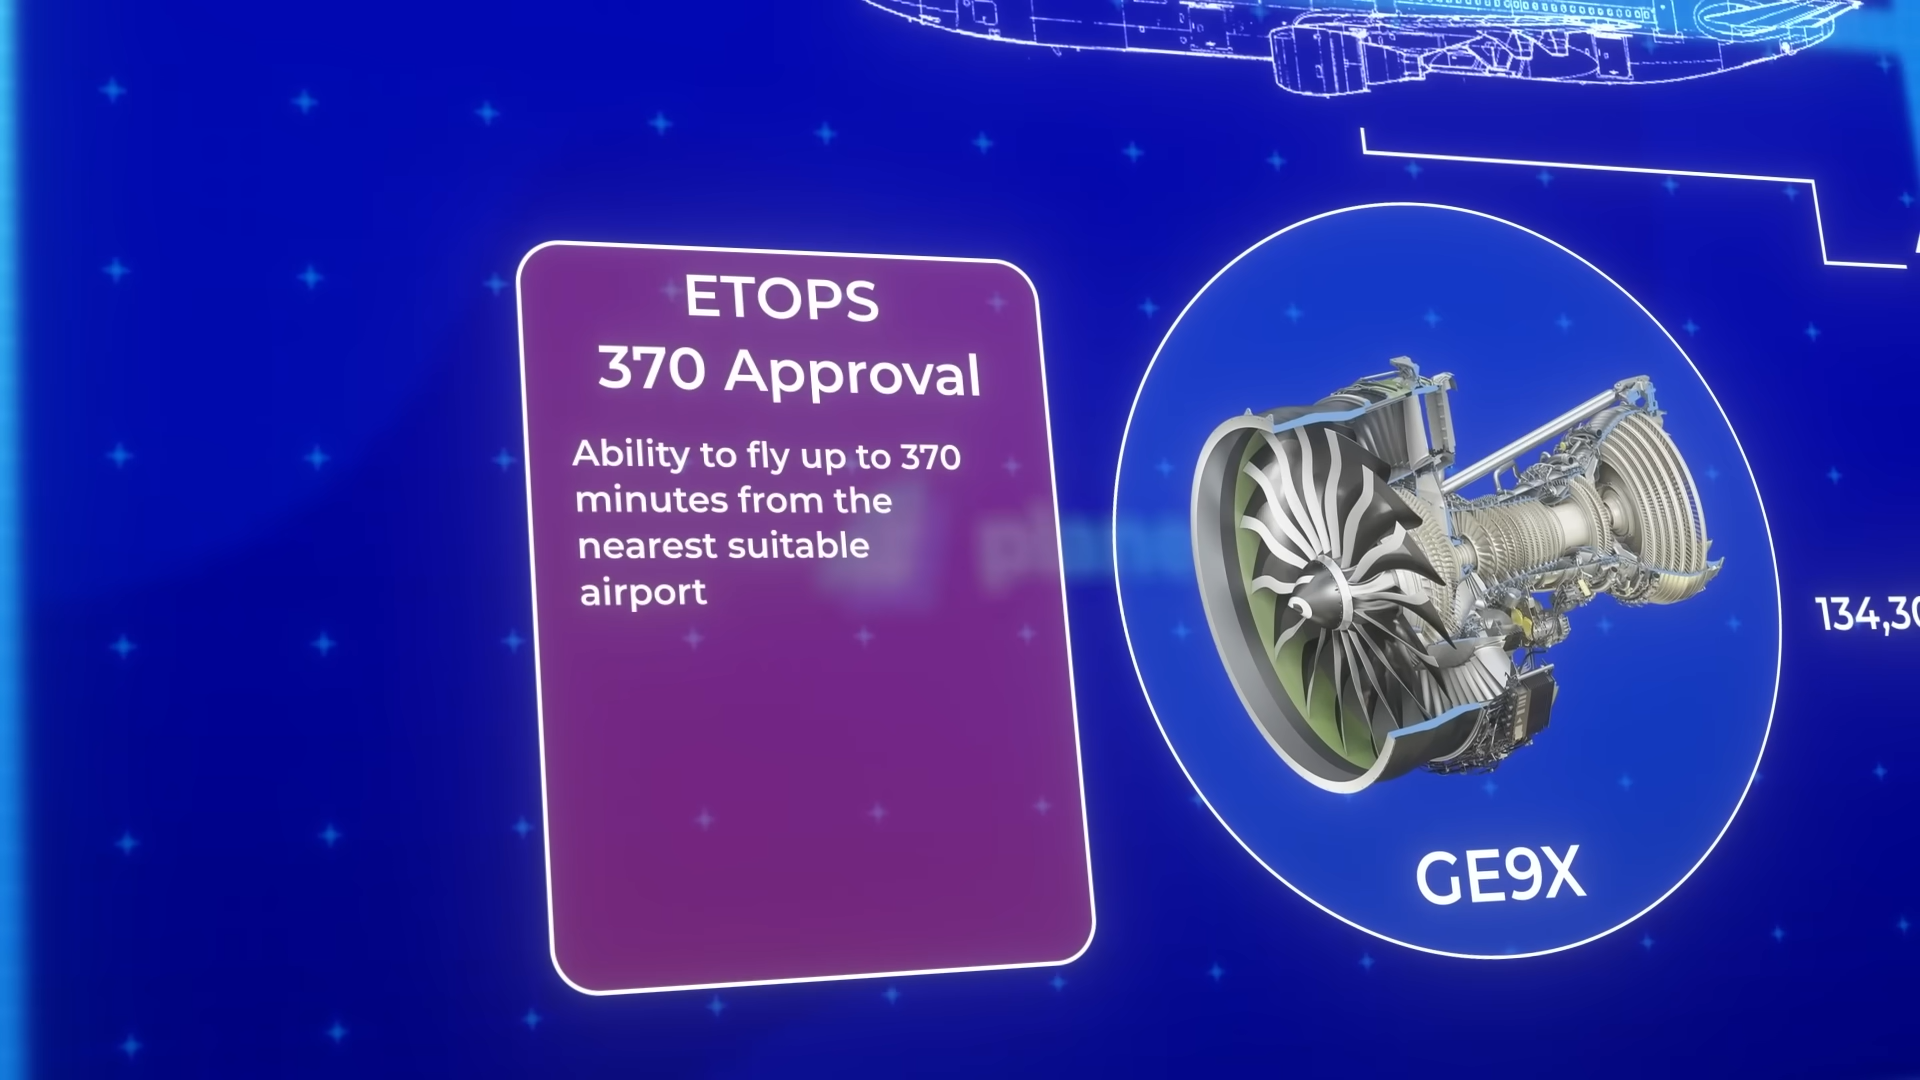 ETOPS
370 Approval
Ability to fly up to 370
minutes from the
nearest suitable
airport
GE9X